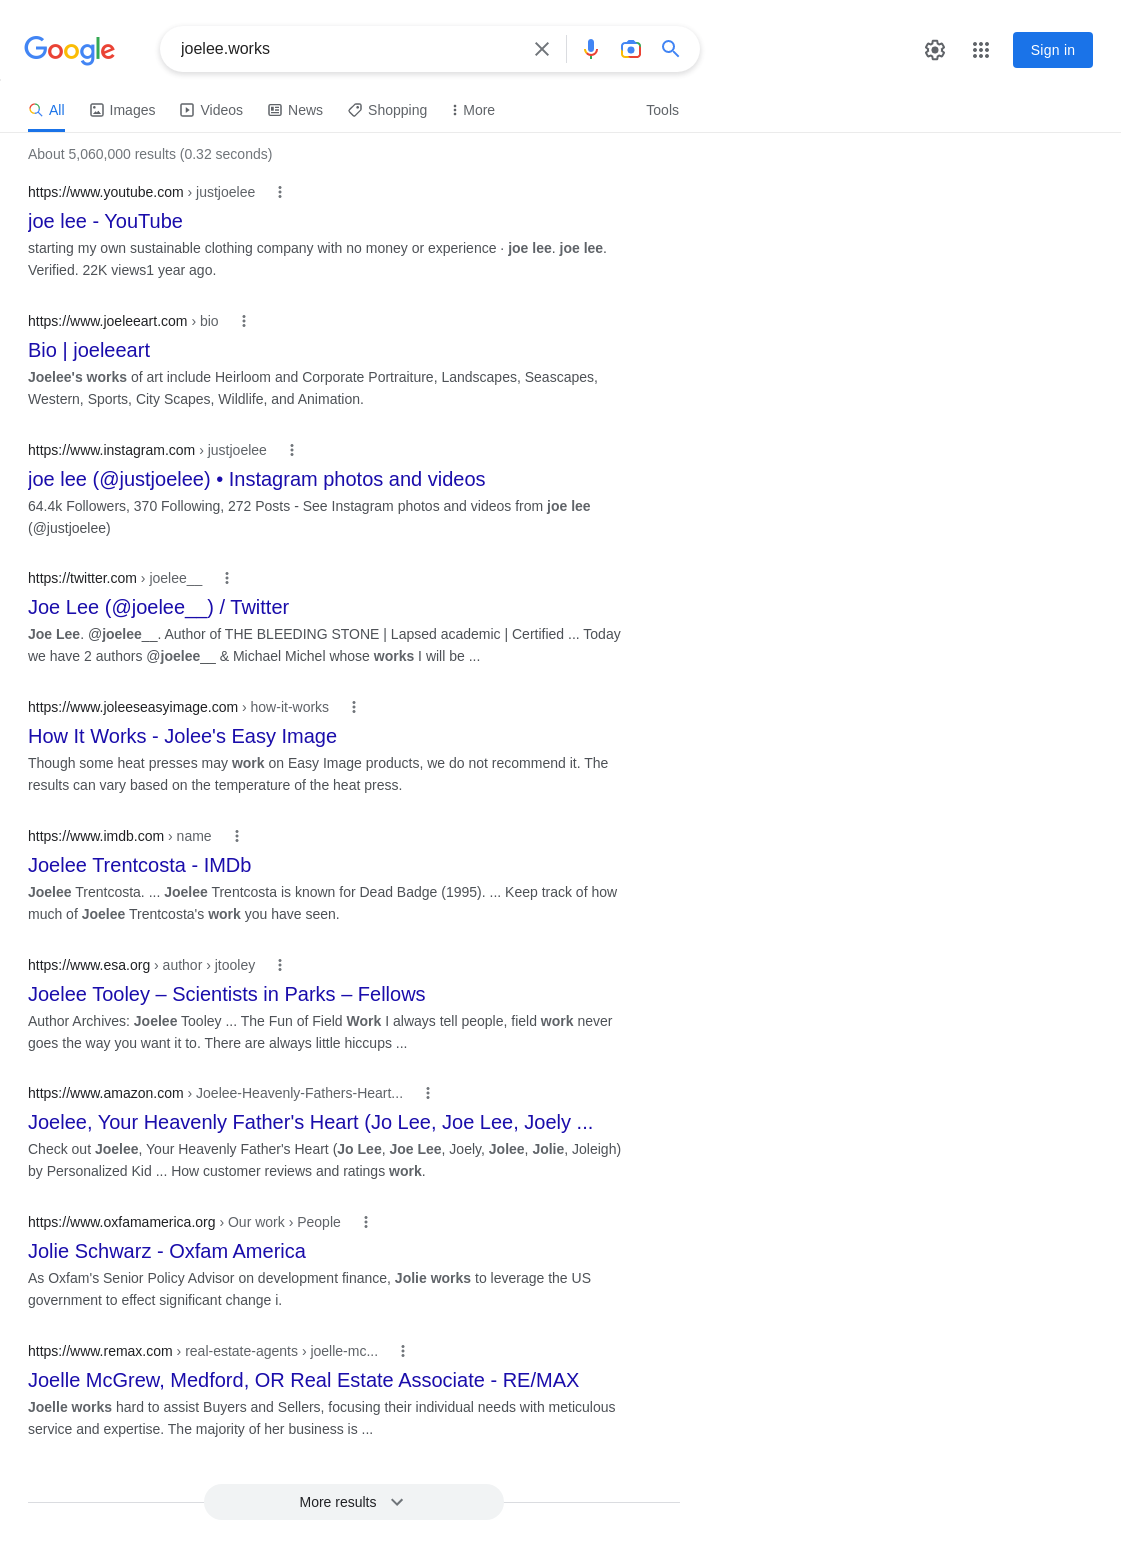 Google
joelee.works
Sign in
All Images Videos News Shopping More Tools
About 5,060,000 results (0.32 seconds)
https://www.youtube.com › justjoelee
joe lee - YouTube
starting my own sustainable clothing company with no money or experience · joe lee. joe lee.
Verified. 22K views1 year ago.
https://www.joeleeart.com › bio
Bio | joeleeart
Joelee's works of art include Heirloom and Corporate Portraiture, Landscapes, Seascapes,
Western, Sports, City Scapes, Wildlife, and Animation.
https://www.instagram.com › justjoelee
joe lee (@justjoelee) • Instagram photos and videos
64.4k Followers, 370 Following, 272 Posts - See Instagram photos and videos from joe lee
(@justjoelee)
https://twitter.com › joelee__
Joe Lee (@joelee__) / Twitter
Joe Lee. @joelee__. Author of THE BLEEDING STONE | Lapsed academic | Certified ... Today
we have 2 authors @joelee__ & Michael Michel whose works I will be ...
https://www.joleeseasyimage.com › how-it-works
How It Works - Jolee's Easy Image
Though some heat presses may work on Easy Image products, we do not recommend it. The
results can vary based on the temperature of the heat press.
https://www.imdb.com › name
Joelee Trentcosta - IMDb
Joelee Trentcosta. ... Joelee Trentcosta is known for Dead Badge (1995). ... Keep track of how
much of Joelee Trentcosta's work you have seen.
https://www.esa.org › author › jtooley
Joelee Tooley – Scientists in Parks – Fellows
Author Archives: Joelee Tooley ... The Fun of Field Work I always tell people, field work never
goes the way you want it to. There are always little hiccups ...
https://www.amazon.com › Joelee-Heavenly-Fathers-Heart...
Joelee, Your Heavenly Father's Heart (Jo Lee, Joe Lee, Joely ...
Check out Joelee, Your Heavenly Father's Heart (Jo Lee, Joe Lee, Joely, Jolee, Jolie, Joleigh)
by Personalized Kid ... How customer reviews and ratings work.
https://www.oxfamamerica.org › Our work › People
Jolie Schwarz - Oxfam America
As Oxfam's Senior Policy Advisor on development finance, Jolie works to leverage the US
government to effect significant change i.
https://www.remax.com › real-estate-agents › joelle-mc...
Joelle McGrew, Medford, OR Real Estate Associate - RE/MAX
Joelle works hard to assist Buyers and Sellers, focusing their individual needs with meticulous
service and expertise. The majority of her business is ...
More results